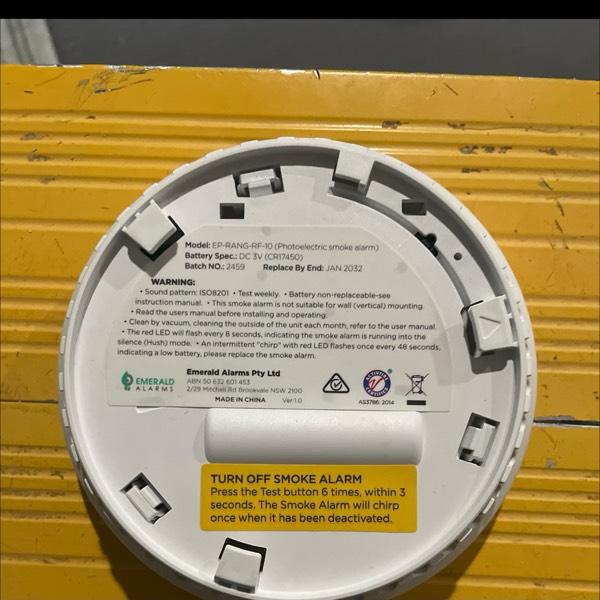 Model: EP-RANG-RF-10 (Photoelectric smoke alarm)
Battery Spec.: DC 3V (CR17450)
Batch NO.: 2459 Replace By End: JAN 2032
WARNING:
• Sound pattern: ISO8201 • Test weekly. • Battery non-replaceable-see
instruction manual. • This smoke alarm is not suitable for wall (vertical) mounting.
• Read the users manual before installing and operating.
• Clean by vacuum, cleaning the outside of the unit each month, refer to the user manual.
• The red LED will flash every 8 seconds, indicating the smoke alarm is running into the
silence (Hush) mode. • An intermittent "chirp" with red LED flashes once every 48 seconds,
indicating a low battery, please replace the smoke alarm.
EMERALD
ALARMS
Emerald Alarms Pty Ltd
ABN 50 632 601 453
2/29 Mitchell Rd Brookvale NSW 2100
MADE IN CHINA Ver 1.0
AS3786: 2014
TURN OFF SMOKE ALARM
Press the Test button 6 times, within 3
seconds. The Smoke Alarm will chirp
once when it has been deactivated.